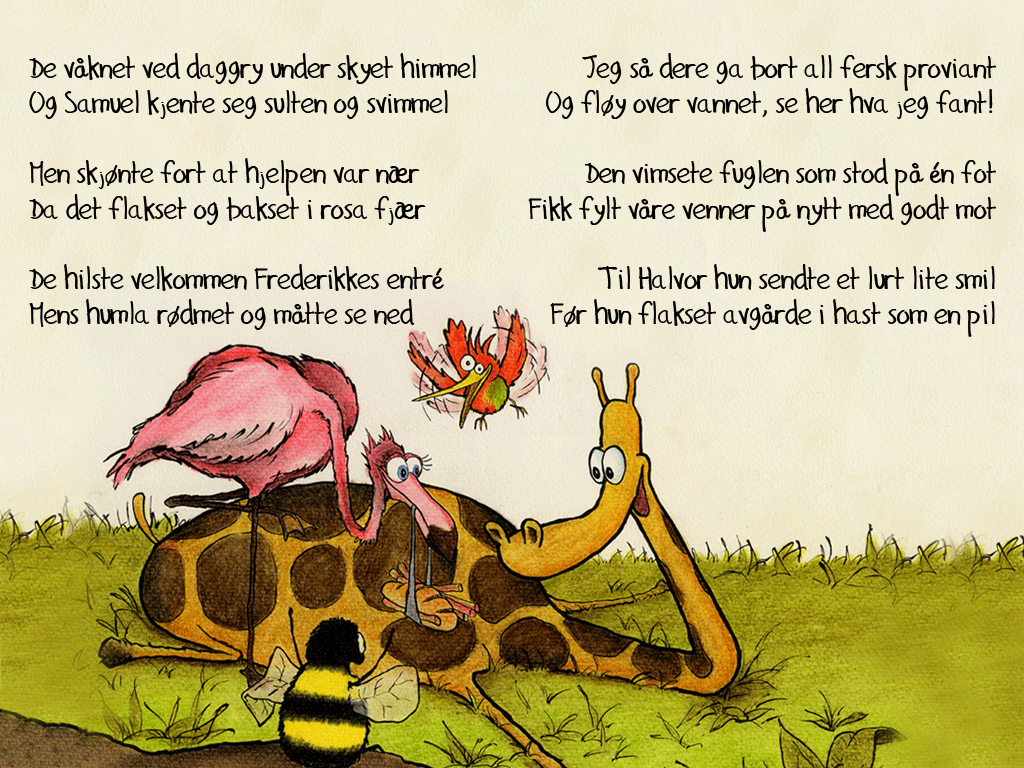 De våknet ved daggry under skyet himmel
Og Samuel kjente seg sulten og svimmel
Men skjønte fort at hjelpen var nær
Da det flakset og bakset i rosa fjær
De hilste velkommen Frederikkes entré
Mens humla rødmet og måtte se ned
Jeg så dere ga bort all fersk proviant
Og fløy over vannet, se her hva jeg fant!
Den vimsete fuglen som stod på én fot
Fikk fylt våre venner på nytt med godt mot
Til Halvor hun sendte et lurt lite smil
Før hun flakset avgårde i hast som en pil